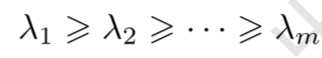 λ₁ ⩾ λ₂ ⩾ ⋯ ⩾ λₘ